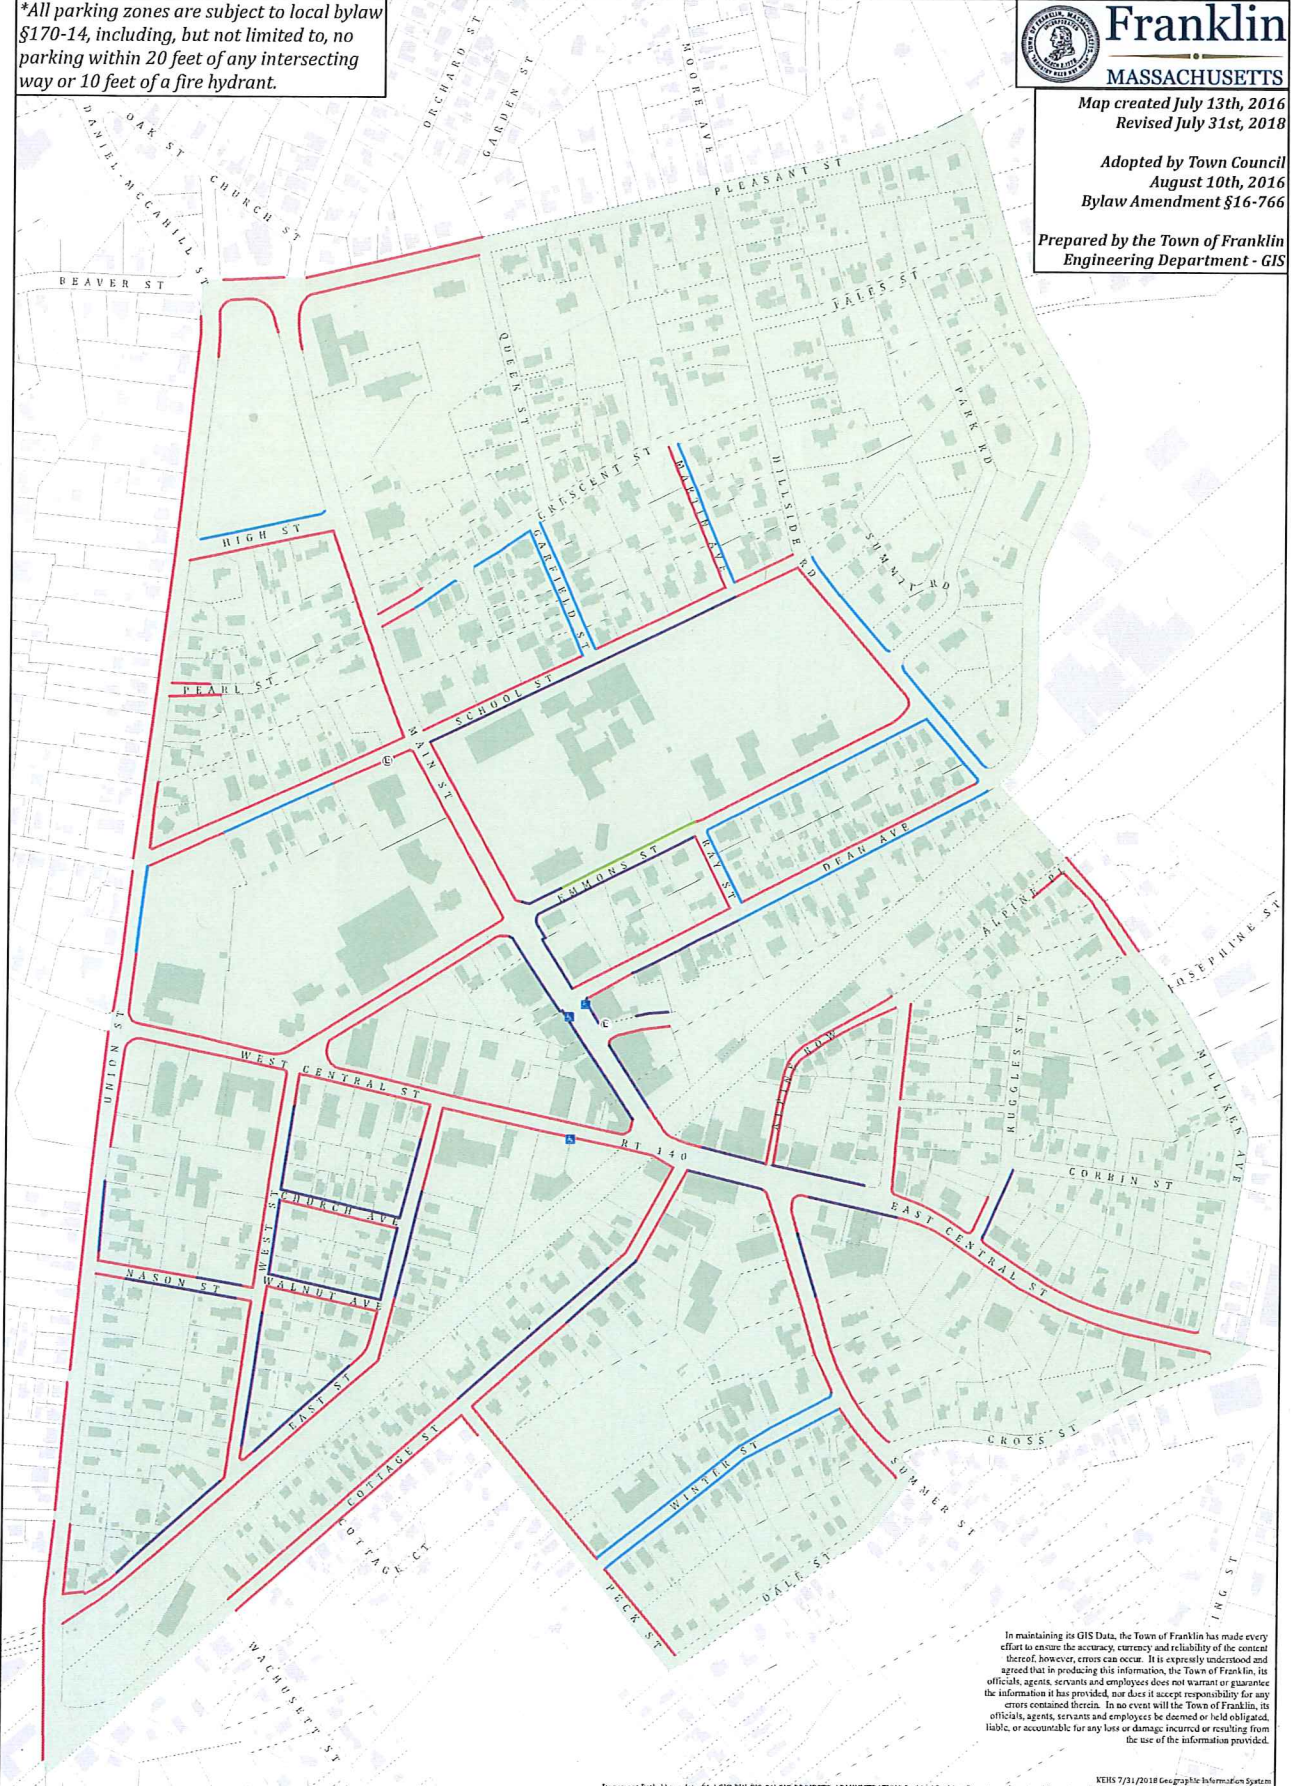 *All parking zones are subject to local bylaw
§170-14, including, but not limited to, no
parking within 20 feet of any intersecting
way or 10 feet of a fire hydrant.
Franklin
MASSACHUSETTS
Map created July 13th, 2016
Revised July 31st, 2018
Adopted by Town Council
August 10th, 2016
Bylaw Amendment §16-766
Prepared by the Town of Franklin
Engineering Department - GIS
ORCHARD ST
GARDEN ST
MOORE AVE
OAK ST
DANIEL-MCCAHILL ST
CHURCH ST
PLEASANT ST
BEAVER ST
FALES ST
QUEEN ST
PARK RD
CRESCENT ST
MARTIN AVE
HILLSIDE RD
HIGH ST
GARFIELD ST
SUMMIT RD
PEARL ST
SCHOOL ST
MAIN ST
EMMONS ST
RAY ST
DEAN AVE
ALPINE PL
JOSEPHINE ST
UNION ST
WEST CENTRAL ST
ALPINE ROW
RUGGLES ST
MILLIKEN AVE
RT 140
CORBIN ST
CHURCH AVE
WEST ST
EAST CENTRAL ST
NASON ST
WALNUT AVE
EAST ST
COTTAGE ST
CROSS ST
WINTER ST
SUMMER ST
COTTAGE CT
DALE ST
PECK ST
ING ST
WACHUSETT ST
In maintaining its GIS Data, the Town of Franklin has made every
effort to ensure the accuracy, currency and reliability of the content
thereof, however, errors can occur. It is expressly understood and
agreed that in producing this information, the Town of Franklin, its
officials, agents, servants and employees does not warrant or guarantee
the information it has provided, nor does it accept responsibility for any
errors contained therein. In no event will the Town of Franklin, its
officials, agents, servants and employees be deemed or held obligated,
liable, or accountable for any loss or damage incurred or resulting from
the use of the information provided.
KEHS 7/31/2018 Geographic Information System